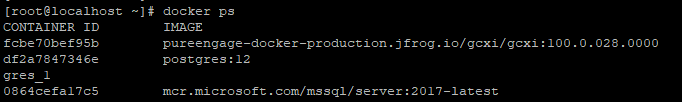 [root@localhost ~]# docker ps
CONTAINER ID IMAGE
fcbe70bef95b pureengage-docker-production.jfrog.io/gcxi/gcxi:100.0.028.0000
df2a7847346e postgres:12
gres_1
0864cefa17c5 mcr.microsoft.com/mssql/server:2017-latest